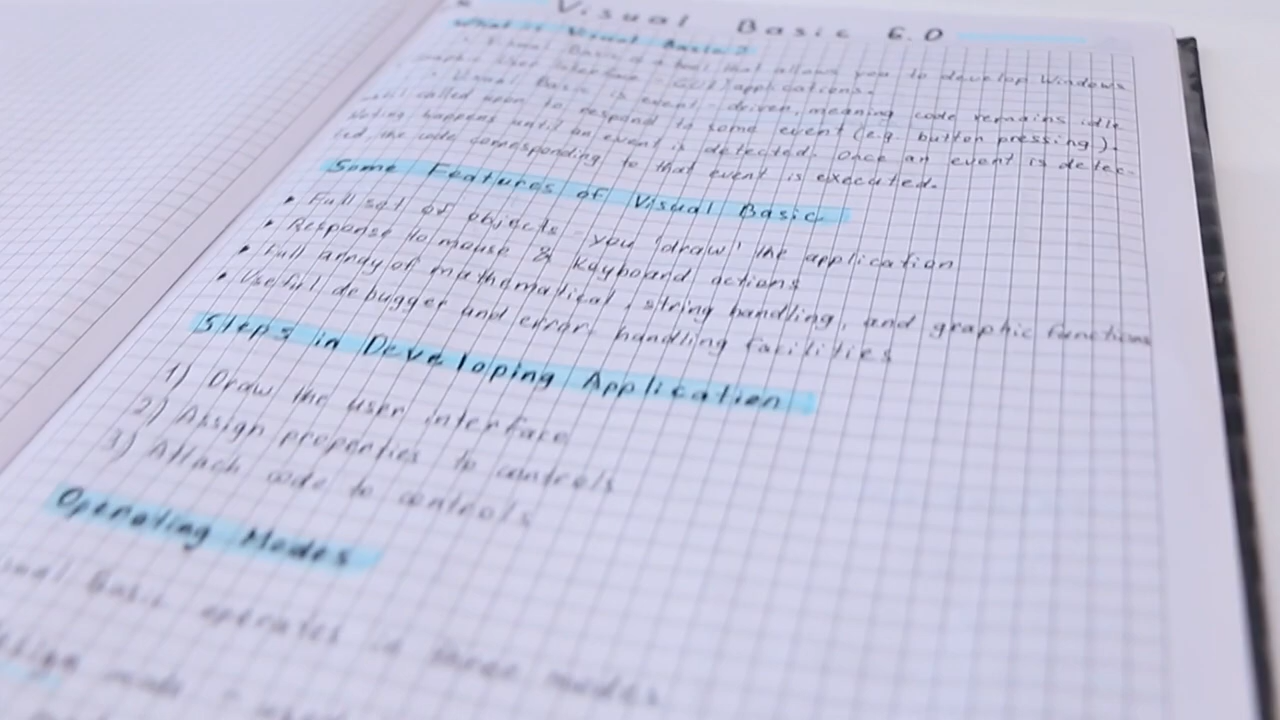 Visual Basic 6.0
What is Visual Basic?
Visual Basic is a tool that allows you to develop Windows
User Interface - GUI) applications.
Visual Basic is event - driven, meaning code remains idle
until called upon to respond to some event (e.g. button pressing).
happens until an event is detected. Once an event is detec-
ted, the code corresponding to that event is executed.
Some Features of Visual Basic
• Full set of objects - you 'draw' the application
• Response to mouse & keyboard actions
• Full array of mathematical, string handling, and graphic functions
• Useful debugger and error- handling facilities
Steps in Developing Application
1) Draw the user interface
2) Assign properties to controls
3) Attach code to controls
Operating Modes
Basic operates in three modes
mode -